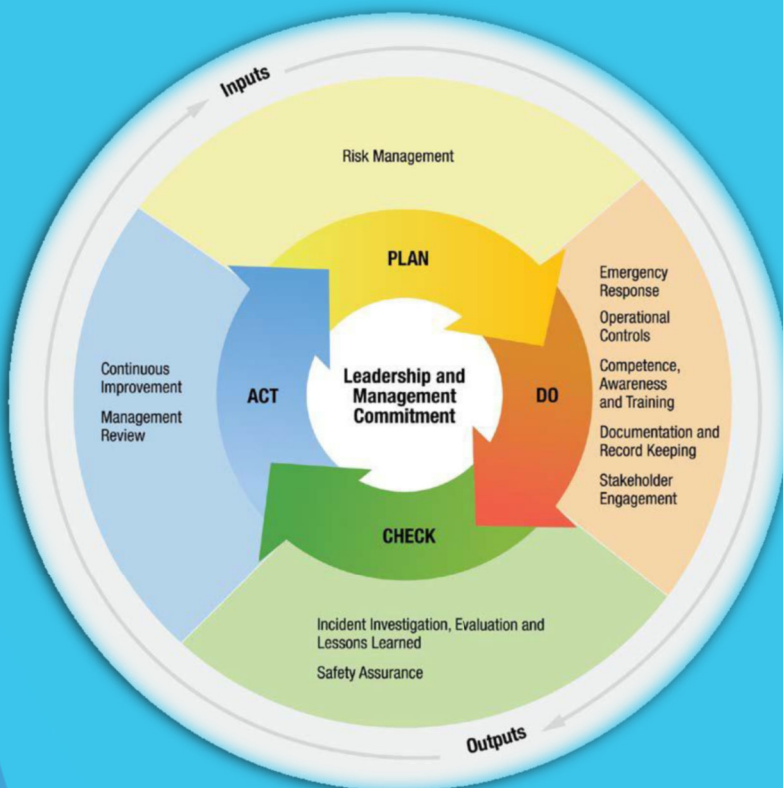 Inputs
Risk Management
PLAN
Emergency
Response
Operational
Controls
Competence,
Awareness
and Training
Documentation and
Record Keeping
Stakeholder
Engagement
DO
Leadership and
Management
Commitment
ACT
Continuous
Improvement
Management
Review
CHECK
Incident Investigation, Evaluation and
Lessons Learned
Safety Assurance
Outputs